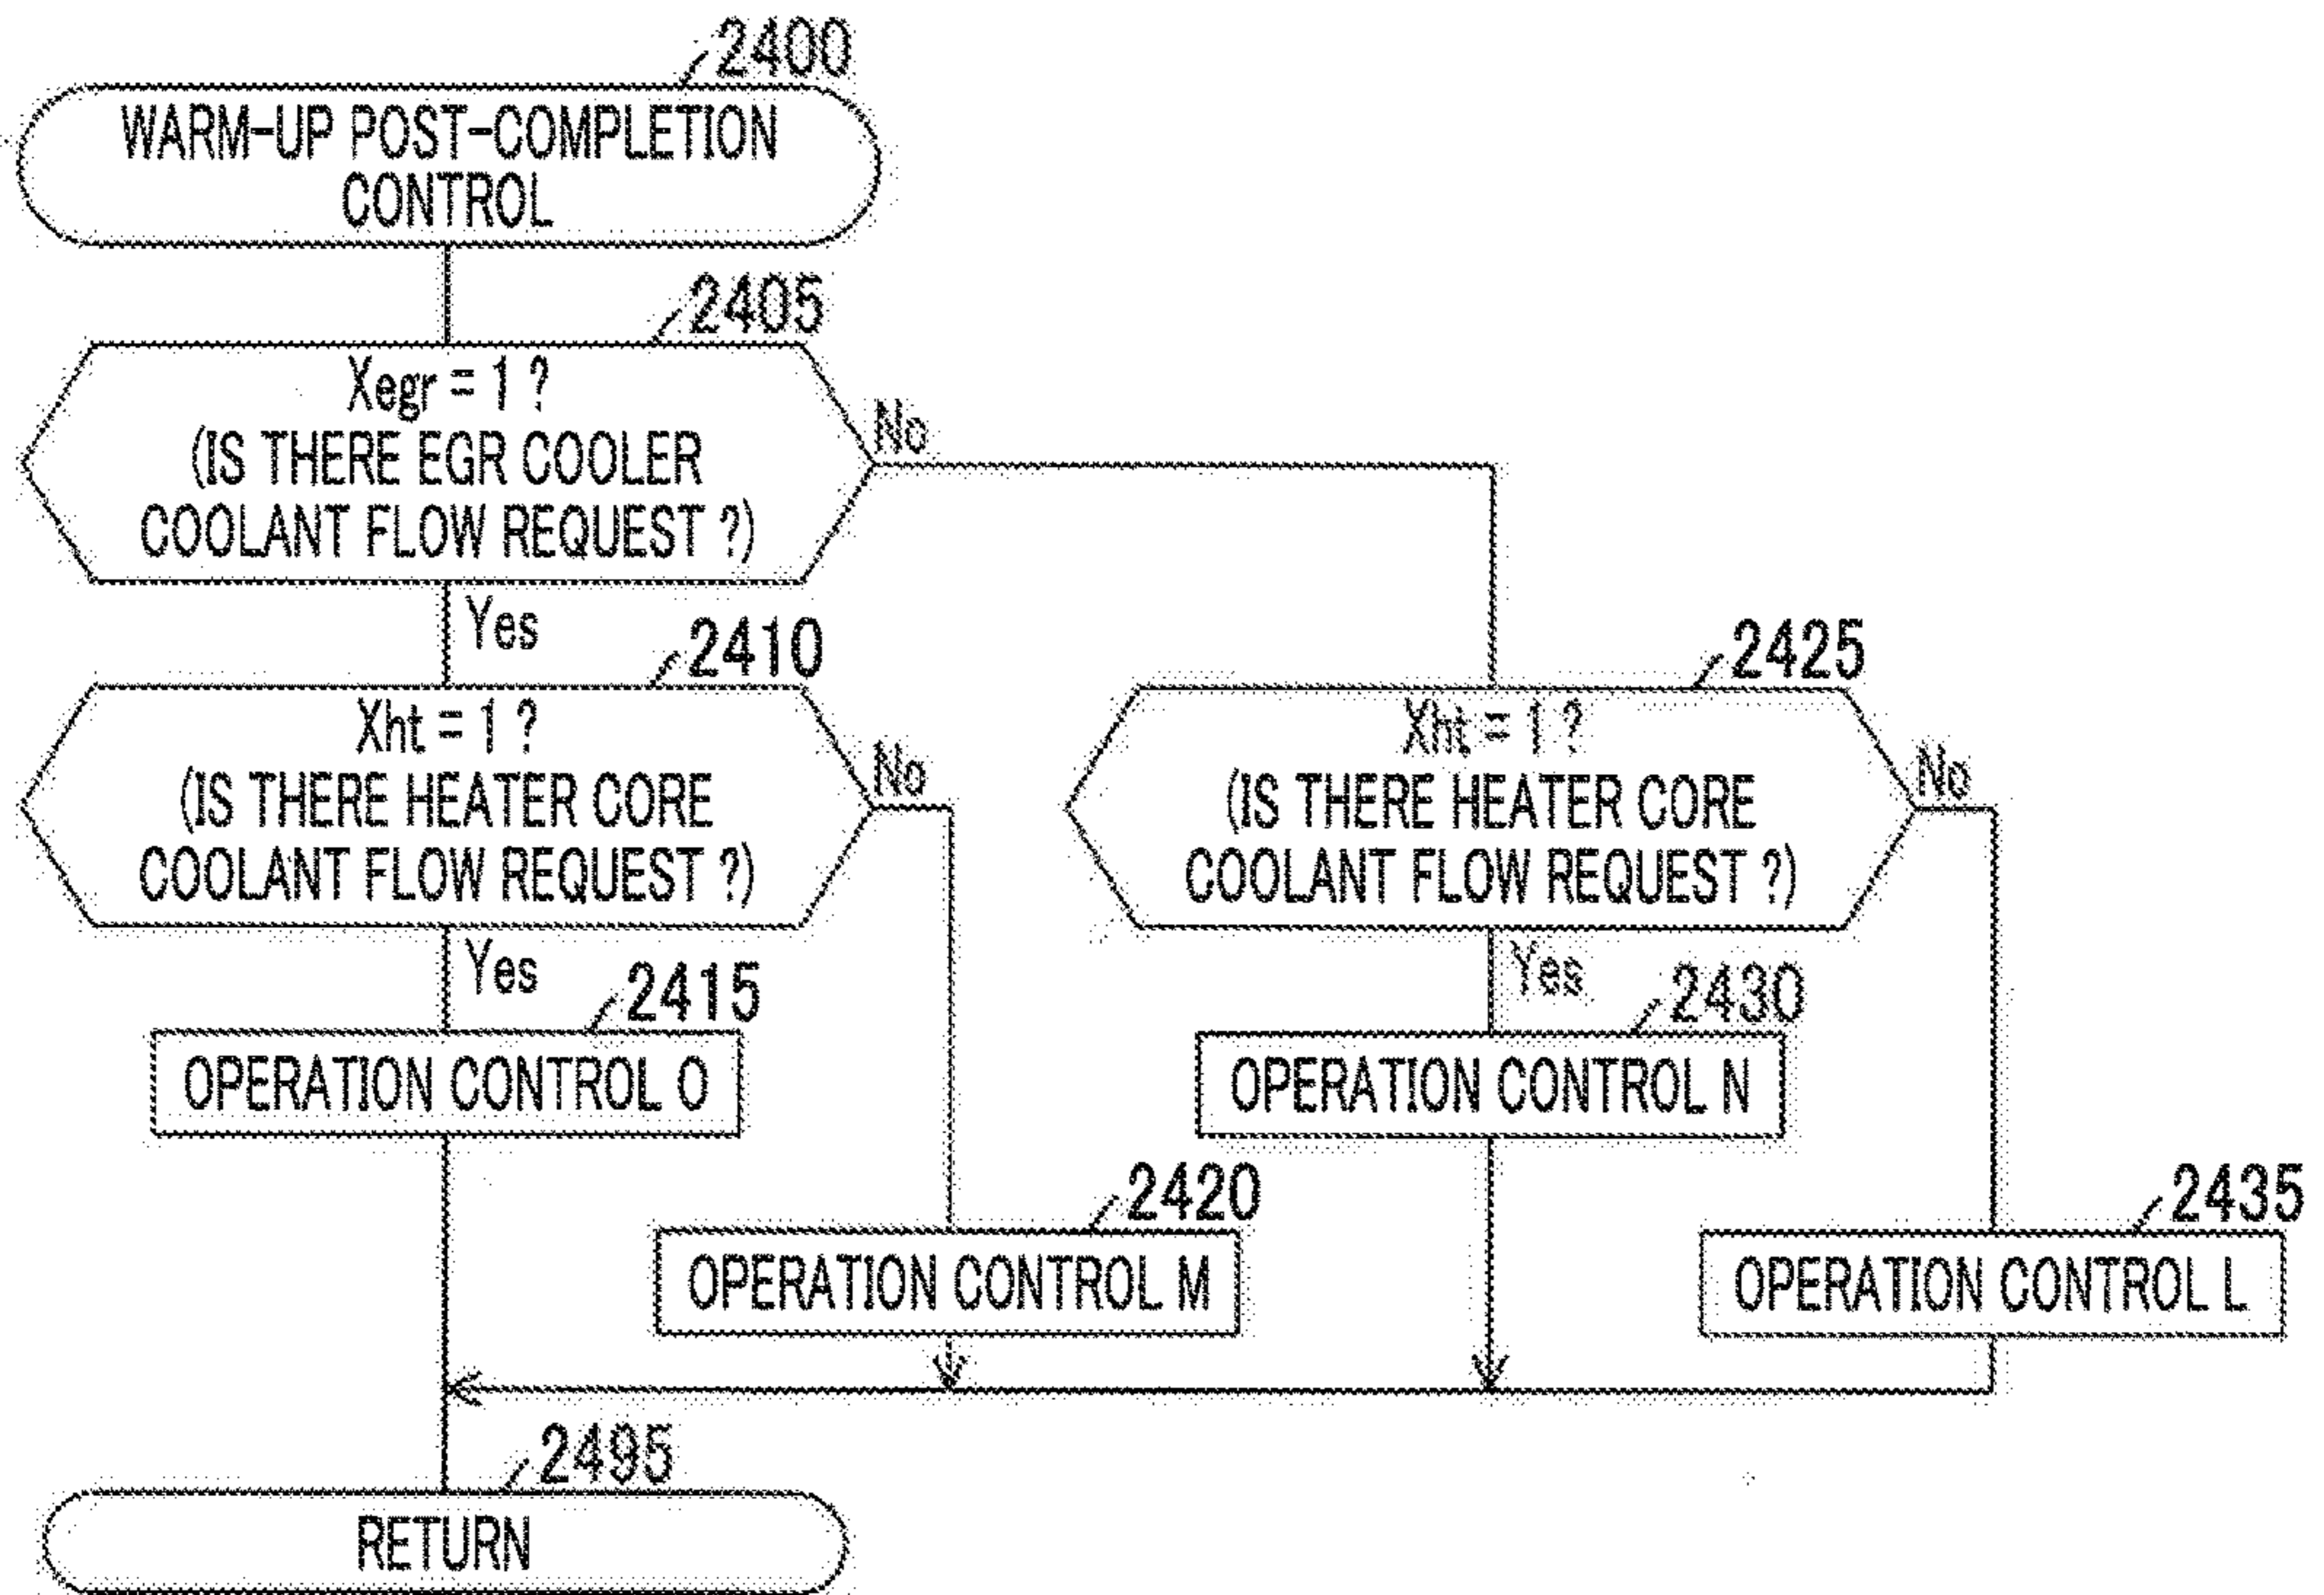 2400
WARM-UP POST-COMPLETION
CONTROL
2405
Xegr = 1 ?
(IS THERE EGR COOLER
COOLANT FLOW REQUEST ?)
No
Yes
2410
Xht = 1 ?
(IS THERE HEATER CORE
COOLANT FLOW REQUEST ?)
No
2425
Xht = 1 ?
(IS THERE HEATER CORE
COOLANT FLOW REQUEST ?)
No
Yes
2415
OPERATION CONTROL O
Yes
2430
OPERATION CONTROL N
2420
OPERATION CONTROL M
2435
OPERATION CONTROL L
2495
RETURN